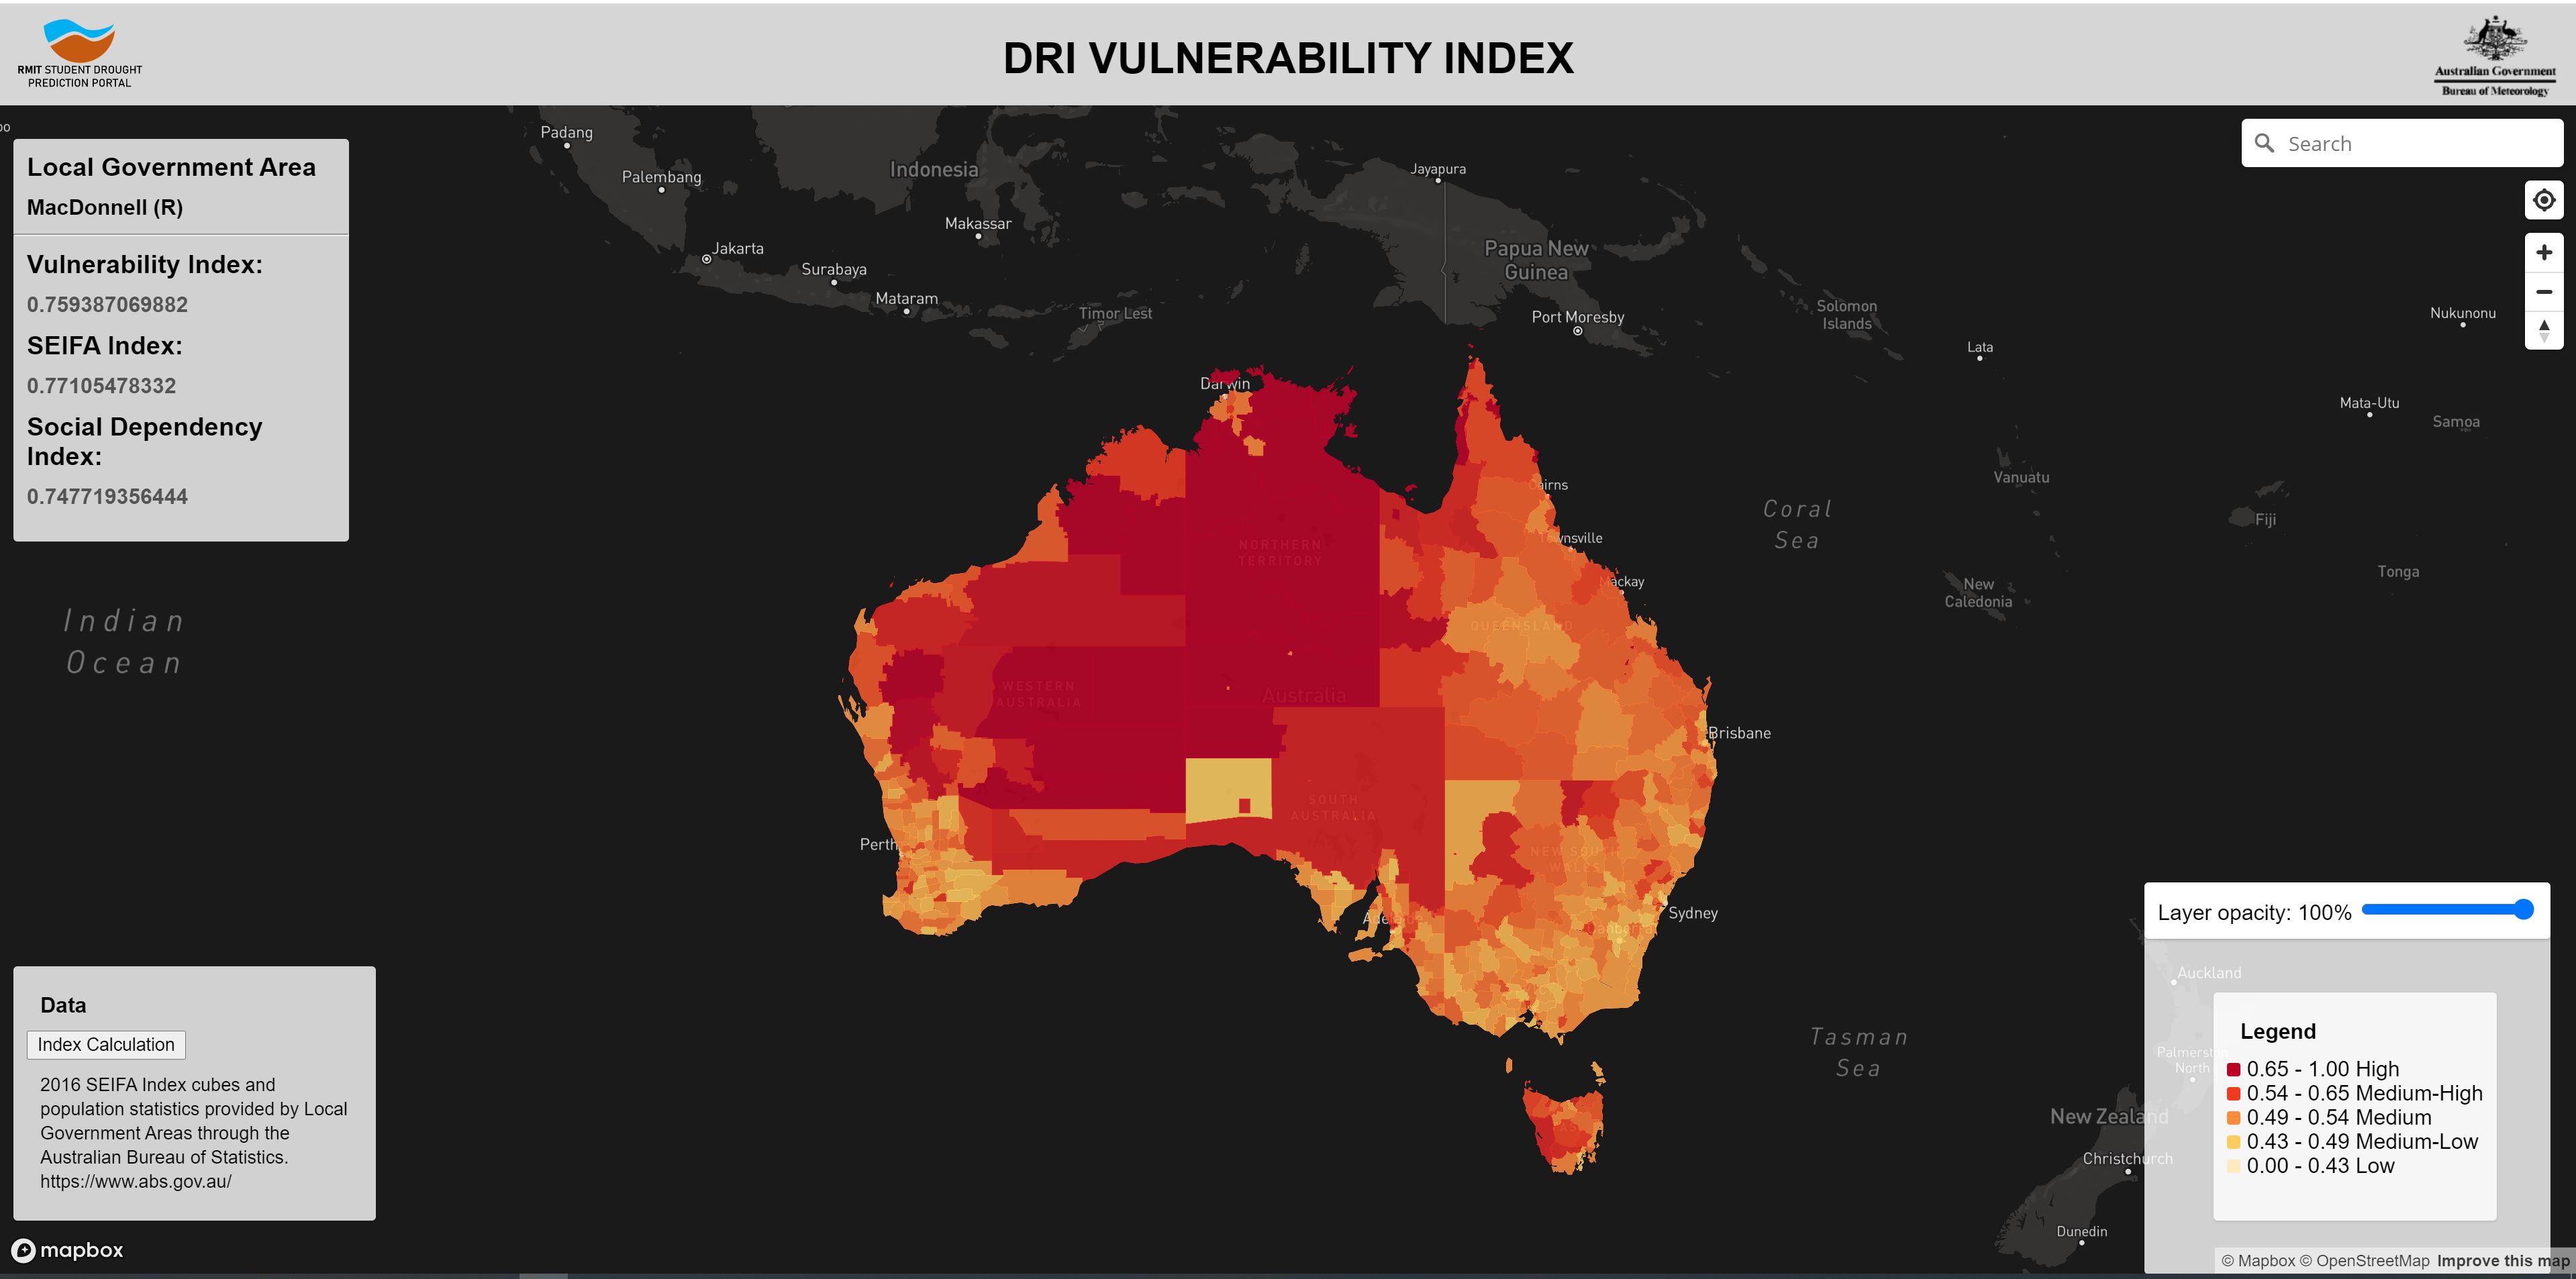 RMIT STUDENT DROUGHT
PREDICTION PORTAL
DRI VULNERABILITY INDEX
Australian Government
Bureau of Meteorology
Local Government Area
MacDonnell (R)
Vulnerability Index:
0.759387069882
SEIFA Index:
0.77105478332
Social Dependency
Index:
0.747719356444
Search
Padang
Palembang
Indonesia
Jayapura
Makassar
Jakarta
Papua New
Guinea
Surabaya
Mataram
Timor Lest
Port Moresby
Solomon
Islands
Nukunonu
Lata
Darwin
Mata-Utu
Samoa
Vanuatu
Cairns
Coral
Sea
Fiji
Townsville
NORTHERN
TERRITORY
Tonga
Mackay
New
Caledonia
Indian
Ocean
QUEENSLAND
WESTERN
AUSTRALIA
Australia
Brisbane
SOUTH
AUSTRALIA
Perth
NEW SOUTH
WALES
Sydney
Canberra
Tasman
Sea
Layer opacity: 100%
Auckland
Palmerst
North
New Zealand
Christchurch
Dunedin
Legend
0.65 - 1.00 High
0.54 - 0.65 Medium-High
0.49 - 0.54 Medium
0.43 - 0.49 Medium-Low
0.00 - 0.43 Low
Data
Index Calculation
2016 SEIFA Index cubes and
population statistics provided by Local
Government Areas through the
Australian Bureau of Statistics.
https://www.abs.gov.au/
mapbox
© Mapbox © OpenStreetMap Improve this map